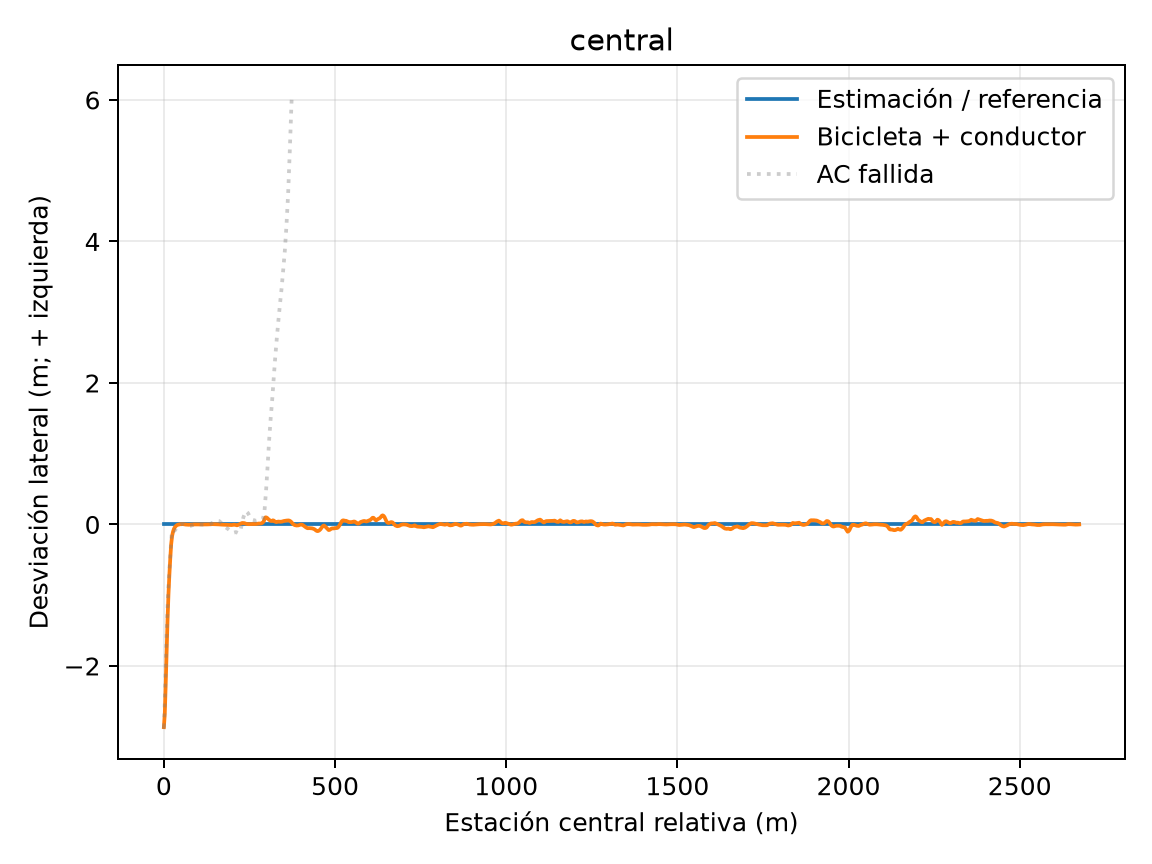 central
Estimación / referencia
Bicicleta + conductor
AC fallida
Desviación lateral (m; + izquierda)
6
4
2
0
−2
0 500 1000 1500 2000 2500
Estación central relativa (m)